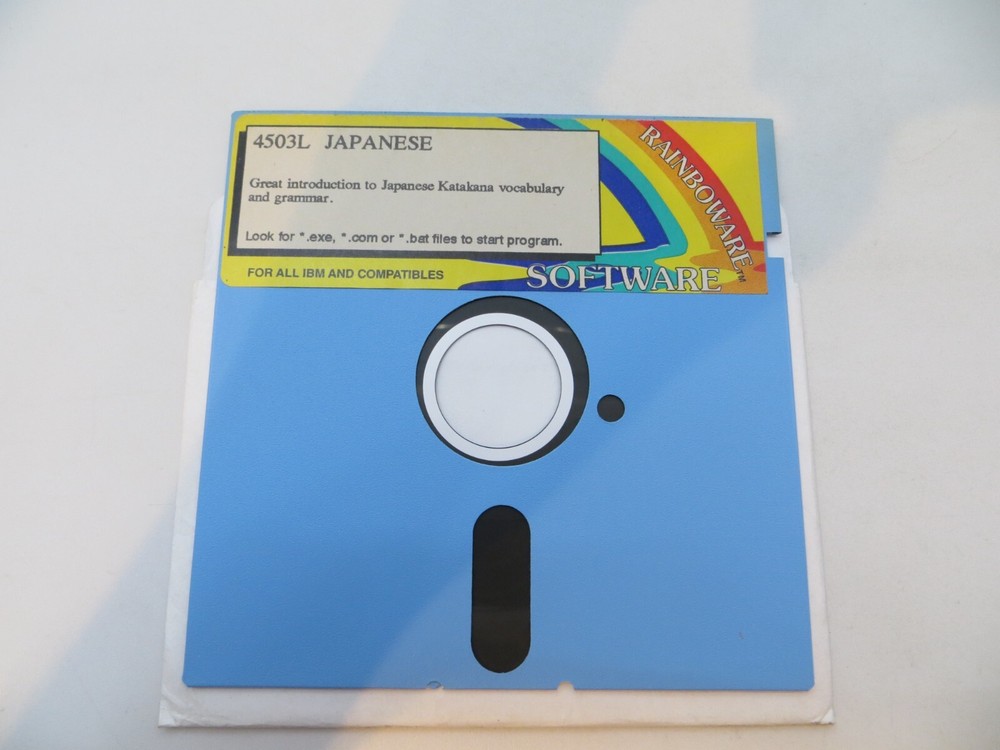 4503L JAPANESE
Great introduction to Japanese Katakana vocabulary
and grammar.
Look for *.exe, *.com or *.bat files to start program.
FOR ALL IBM AND COMPATIBLES
RAINBOWARE™
SOFTWARE